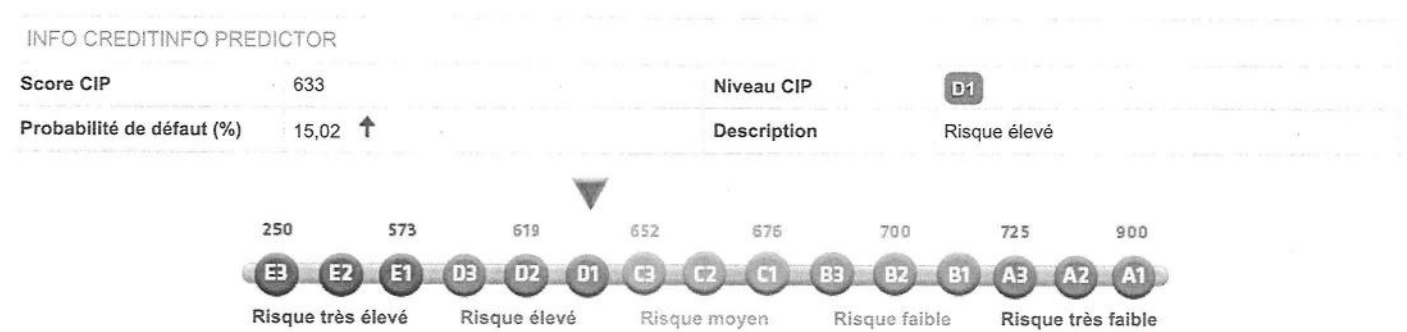 INFO CREDITINFO PREDICTOR
Score CIP 633 Niveau CIP D1
Probabilité de défaut (%) 15,02 Description Risque élevé
250 573 619 652 676 700 725 900
E3 E2 E1 D3 D2 D1 C3 C2 C1 B3 B2 B1 A3 A2 A1
Risque très élevé Risque élevé Risque moyen Risque faible Risque très faible